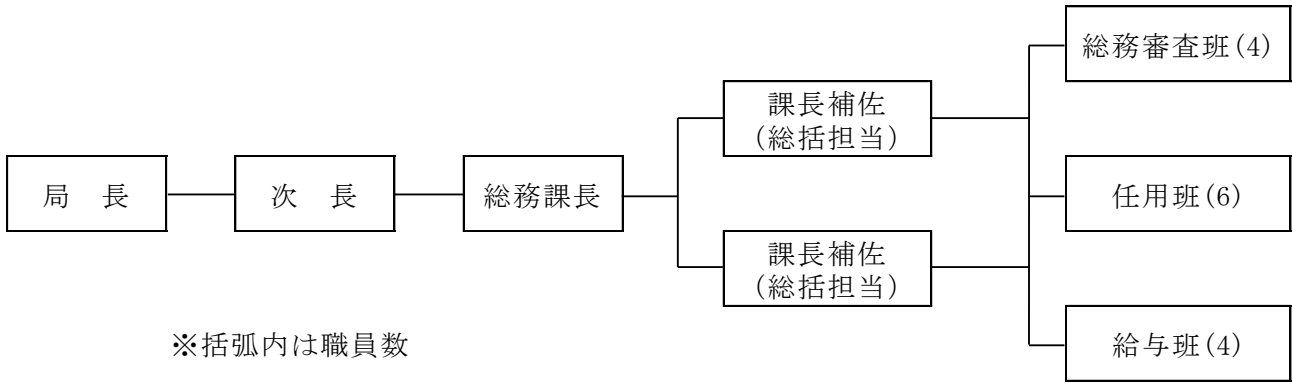 局　長
次　長
総務課長
課長補佐
(総括担当)
課長補佐
(総括担当)
総務審査班(4)
任用班(6)
給与班(4)
※括弧内は職員数